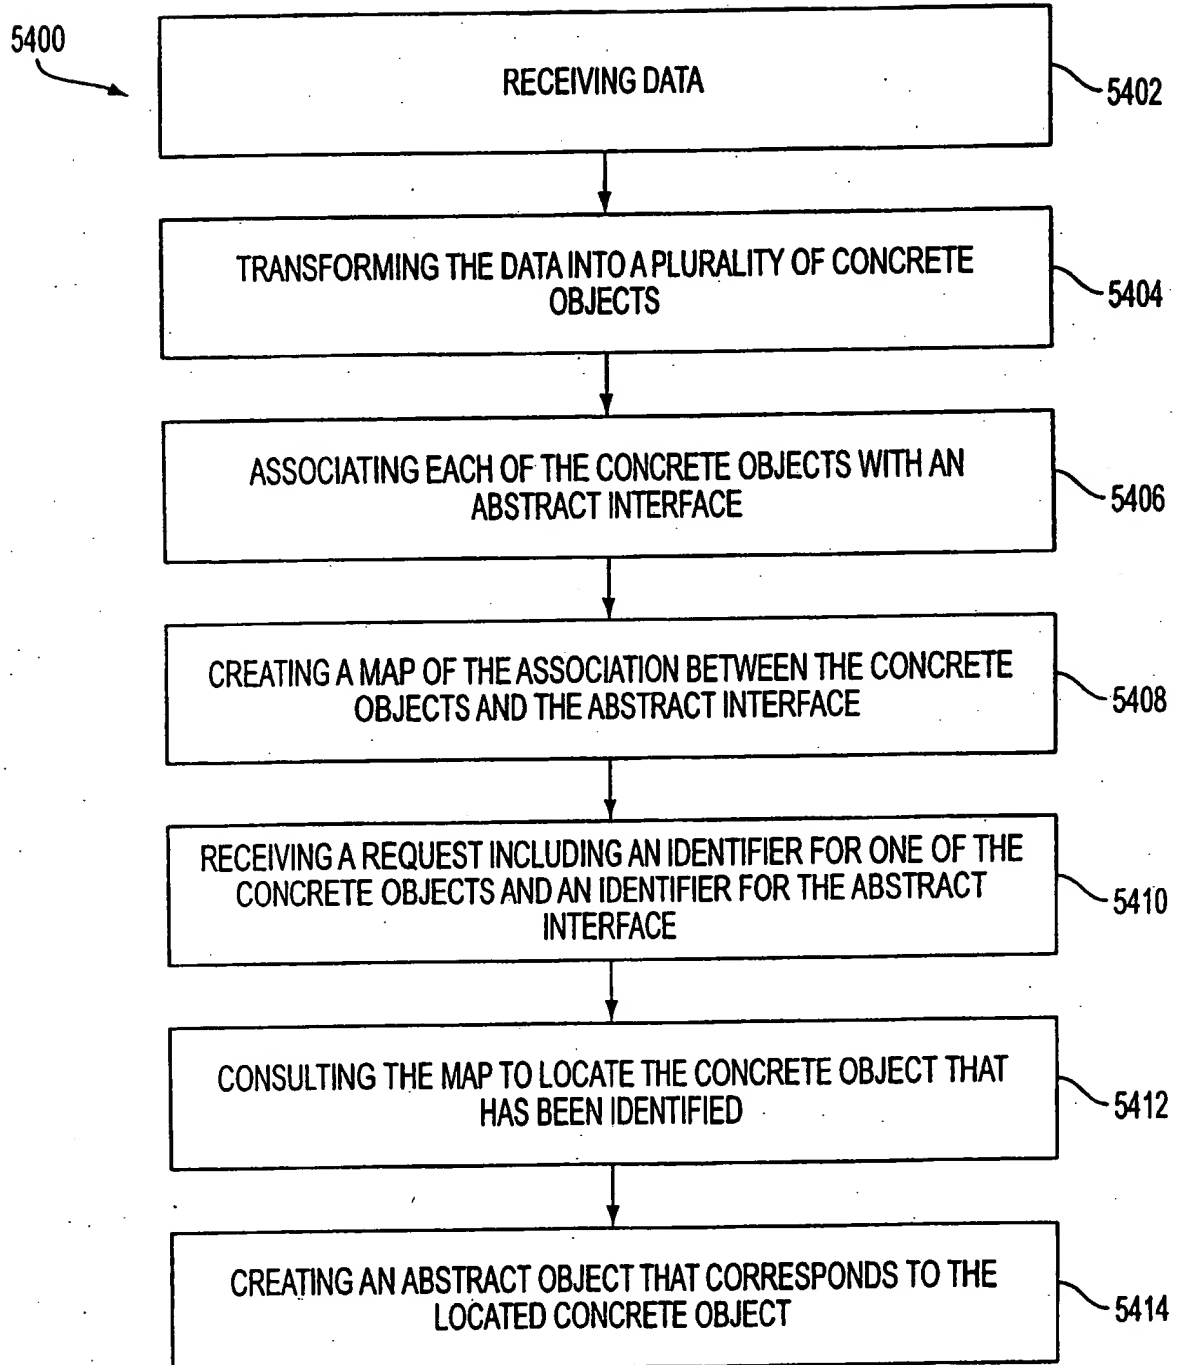 5400
RECEIVING DATA
5402
TRANSFORMING THE DATA INTO A PLURALITY OF CONCRETE
OBJECTS
5404
ASSOCIATING EACH OF THE CONCRETE OBJECTS WITH AN
ABSTRACT INTERFACE
5406
CREATING A MAP OF THE ASSOCIATION BETWEEN THE CONCRETE
OBJECTS AND THE ABSTRACT INTERFACE
5408
RECEIVING A REQUEST INCLUDING AN IDENTIFIER FOR ONE OF THE
CONCRETE OBJECTS AND AN IDENTIFIER FOR THE ABSTRACT
INTERFACE
5410
CONSULTING THE MAP TO LOCATE THE CONCRETE OBJECT THAT
HAS BEEN IDENTIFIED
5412
CREATING AN ABSTRACT OBJECT THAT CORRESPONDS TO THE
LOCATED CONCRETE OBJECT
5414